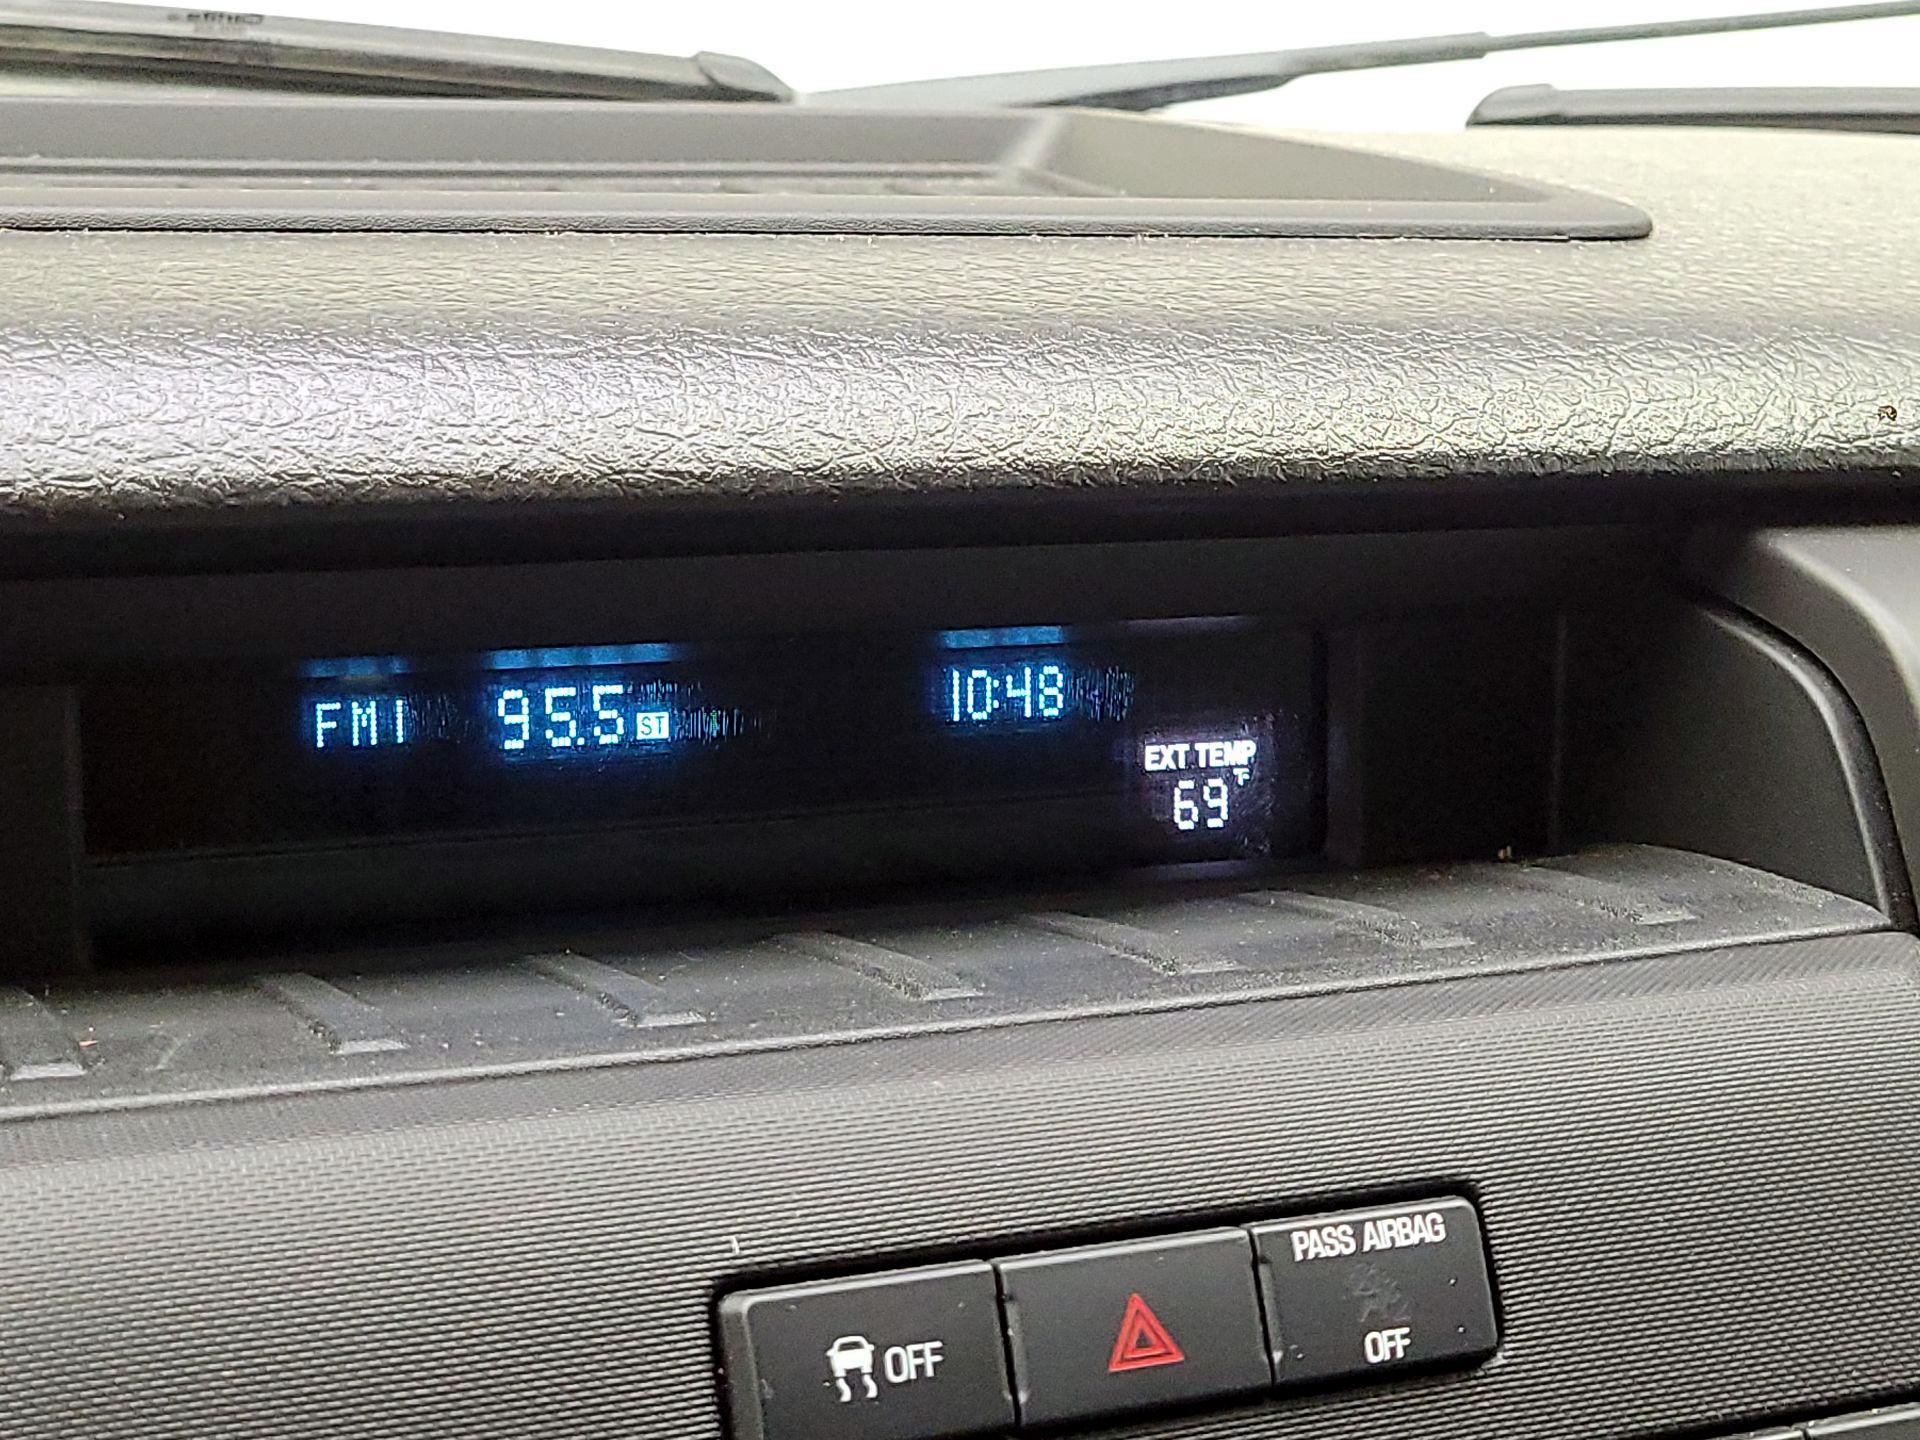 FM1 95.5 ST 10:48
EXT TEMP
69°F
PASS AIRBAG
OFF
OFF